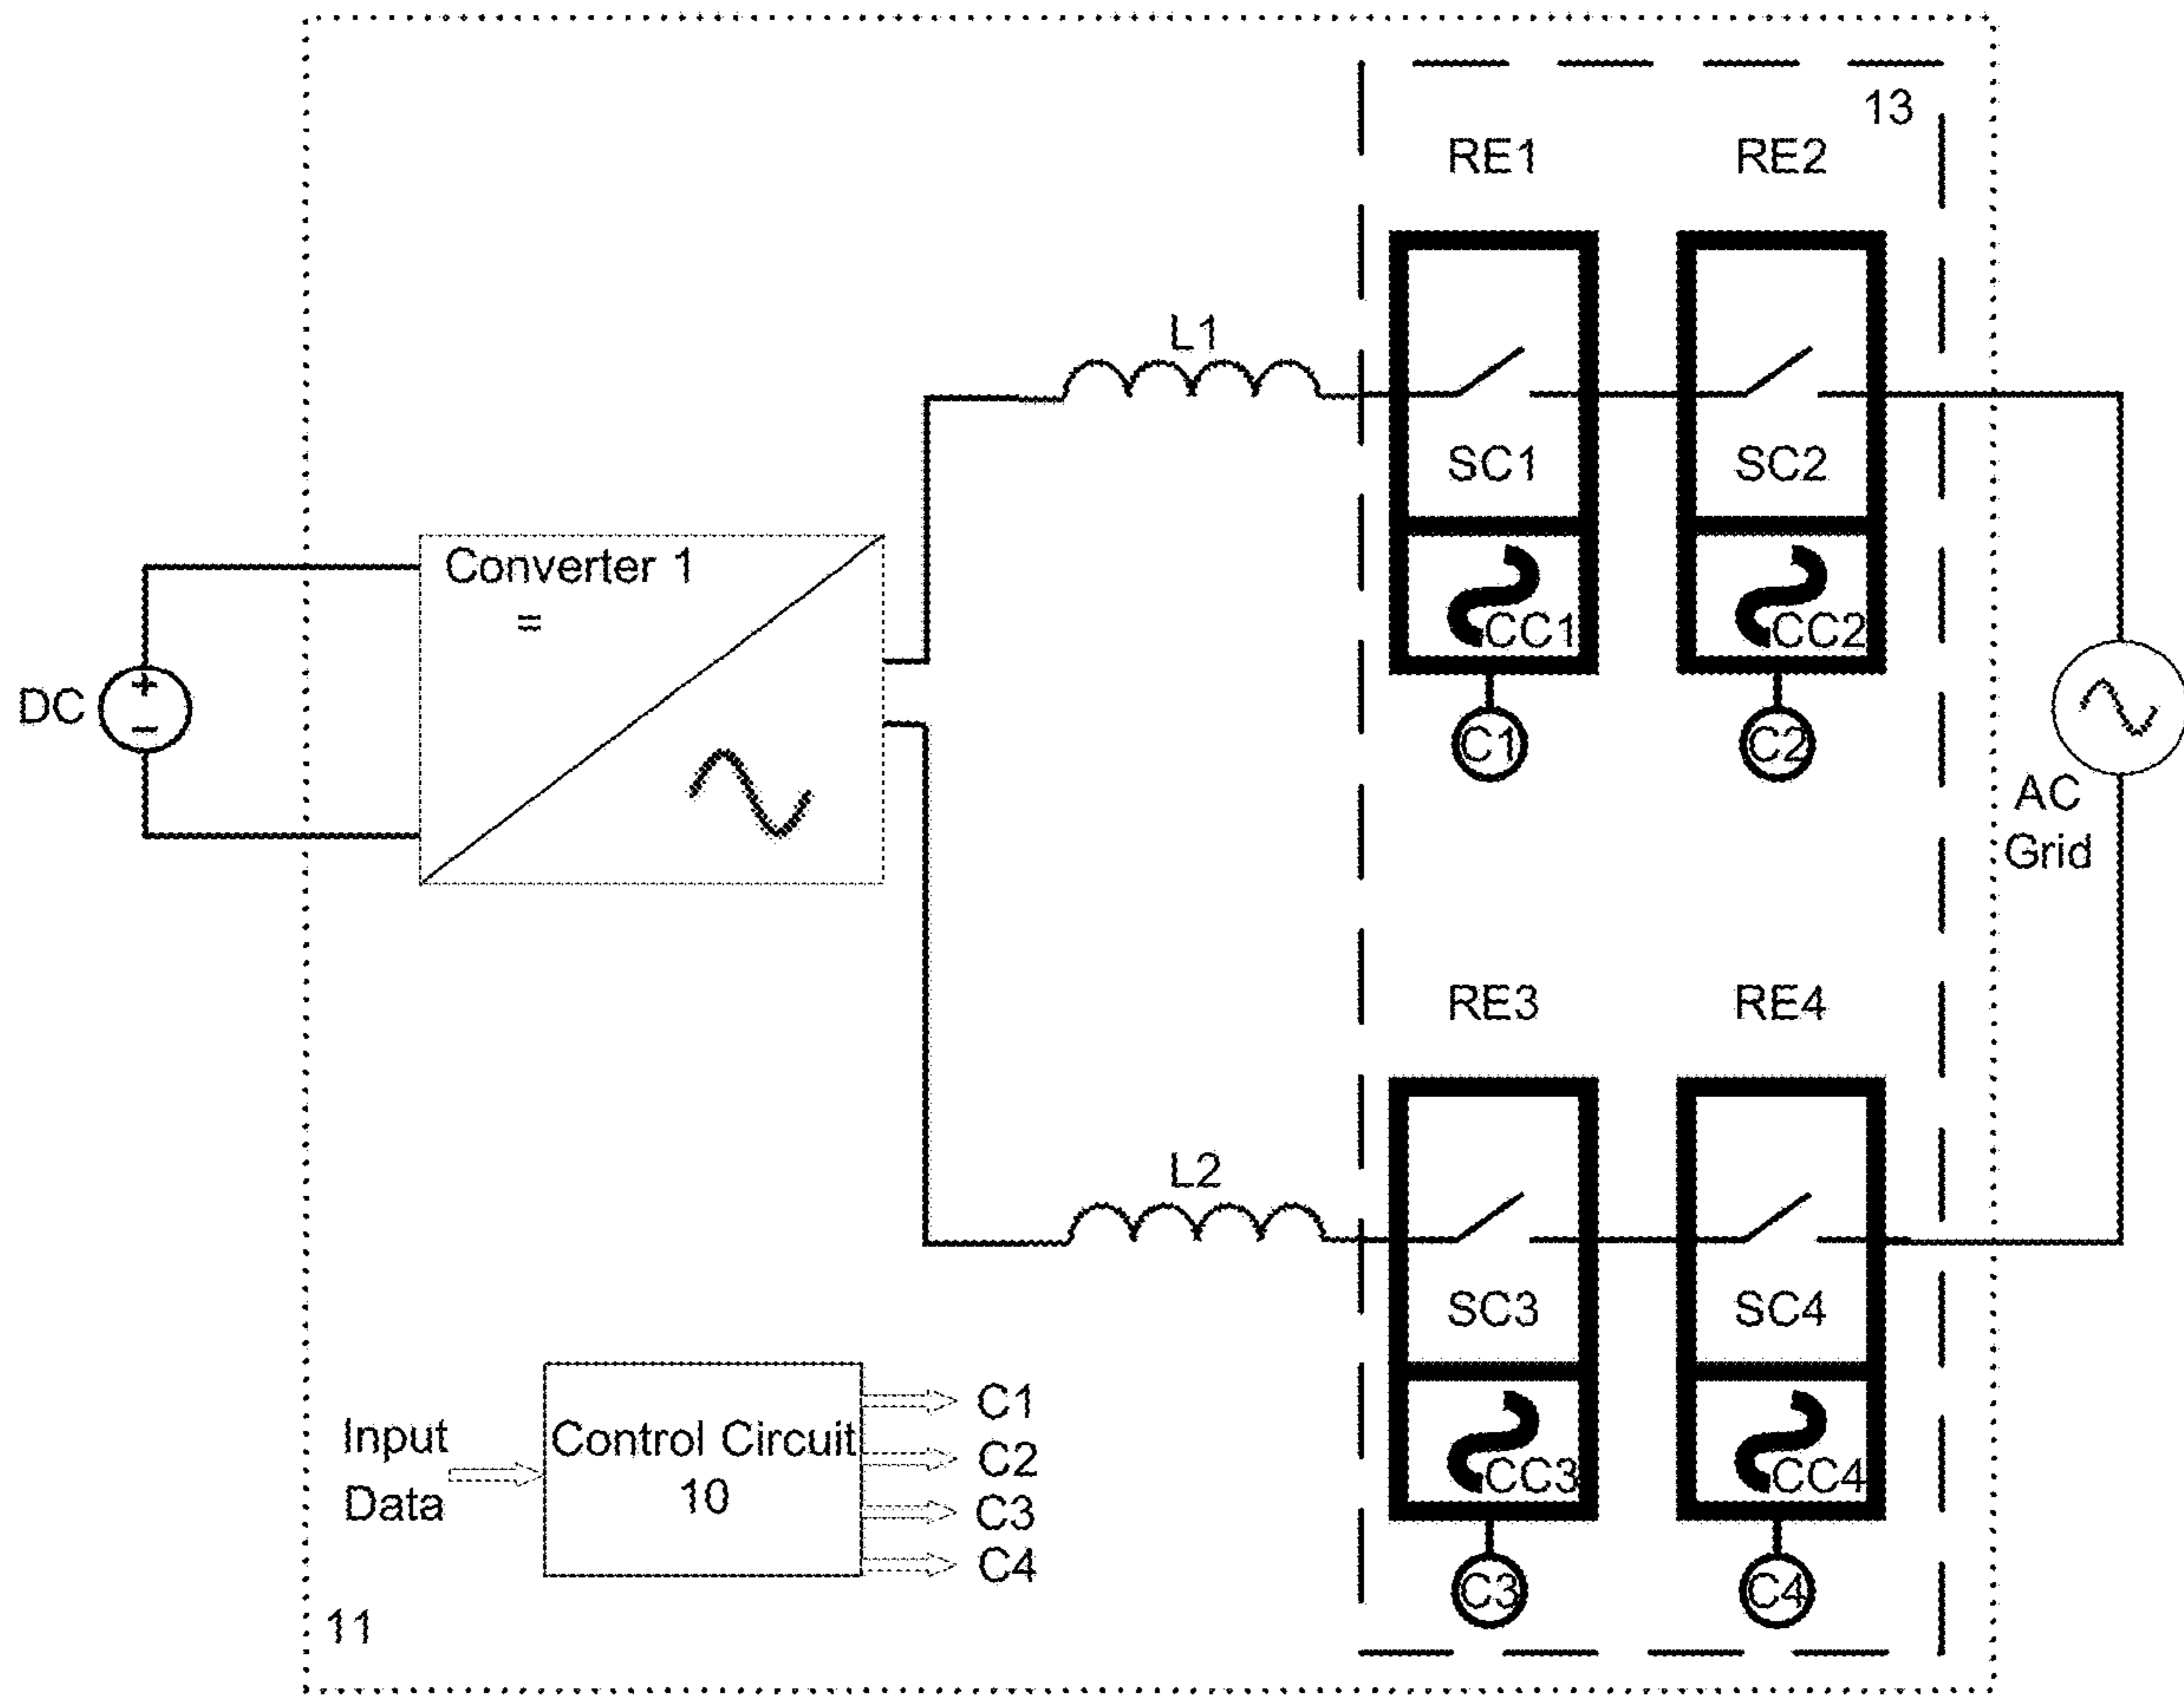 13
RE1 RE2
L1
SC1 SC2
Converter 1
=
CC1 CC2
DC
+
−
C1 C2
AC
Grid
RE3 RE4
L2
SC3 SC4
Input
Data
Control Circuit
10
C1
C2
C3
C4
CC3 CC4
C3 C4
11